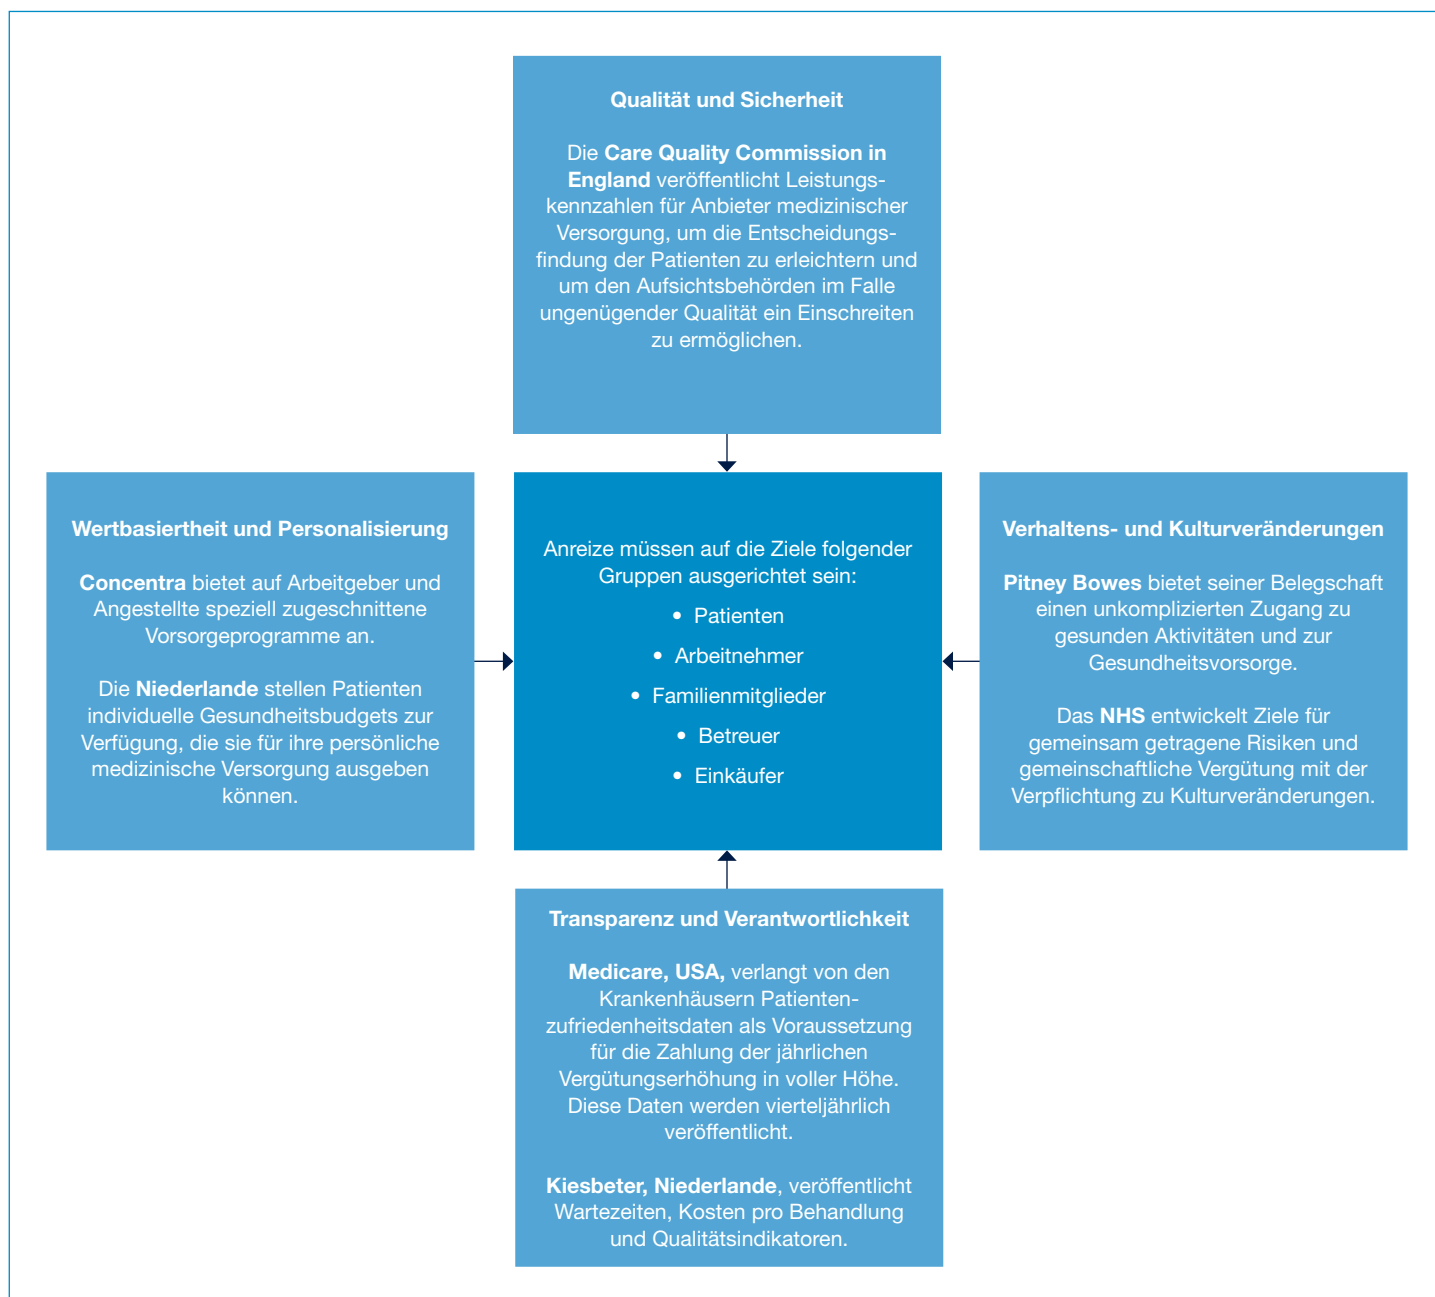 Qualität und Sicherheit
Die Care Quality Commission in
England veröffentlicht Leistungs-
kennzahlen für Anbieter medizinischer
Versorgung, um die Entscheidungs-
findung der Patienten zu erleichtern und
um den Aufsichtsbehörden im Falle
ungenügender Qualität ein Einschreiten
zu ermöglichen.
Wertbasiertheit und Personalisierung
Concentra bietet auf Arbeitgeber und
Angestellte speziell zugeschnittene
Vorsorgeprogramme an.
Die Niederlande stellen Patienten
individuelle Gesundheitsbudgets zur
Verfügung, die sie für ihre persönliche
medizinische Versorgung ausgeben
können.
Anreize müssen auf die Ziele folgender
Gruppen ausgerichtet sein:
• Patienten
• Arbeitnehmer
• Familienmitglieder
• Betreuer
• Einkäufer
Verhaltens- und Kulturveränderungen
Pitney Bowes bietet seiner Belegschaft
einen unkomplizierten Zugang zu
gesunden Aktivitäten und zur
Gesundheitsvorsorge.
Das NHS entwickelt Ziele für
gemeinsam getragene Risiken und
gemeinschaftliche Vergütung mit der
Verpflichtung zu Kulturveränderungen.
Transparenz und Verantwortlichkeit
Medicare, USA, verlangt von den
Krankenhäusern Patienten-
zufriedenheitsdaten als Voraussetzung
für die Zahlung der jährlichen
Vergütungserhöhung in voller Höhe.
Diese Daten werden vierteljährlich
veröffentlicht.
Kiesbeter, Niederlande, veröffentlicht
Wartezeiten, Kosten pro Behandlung
und Qualitätsindikatoren.